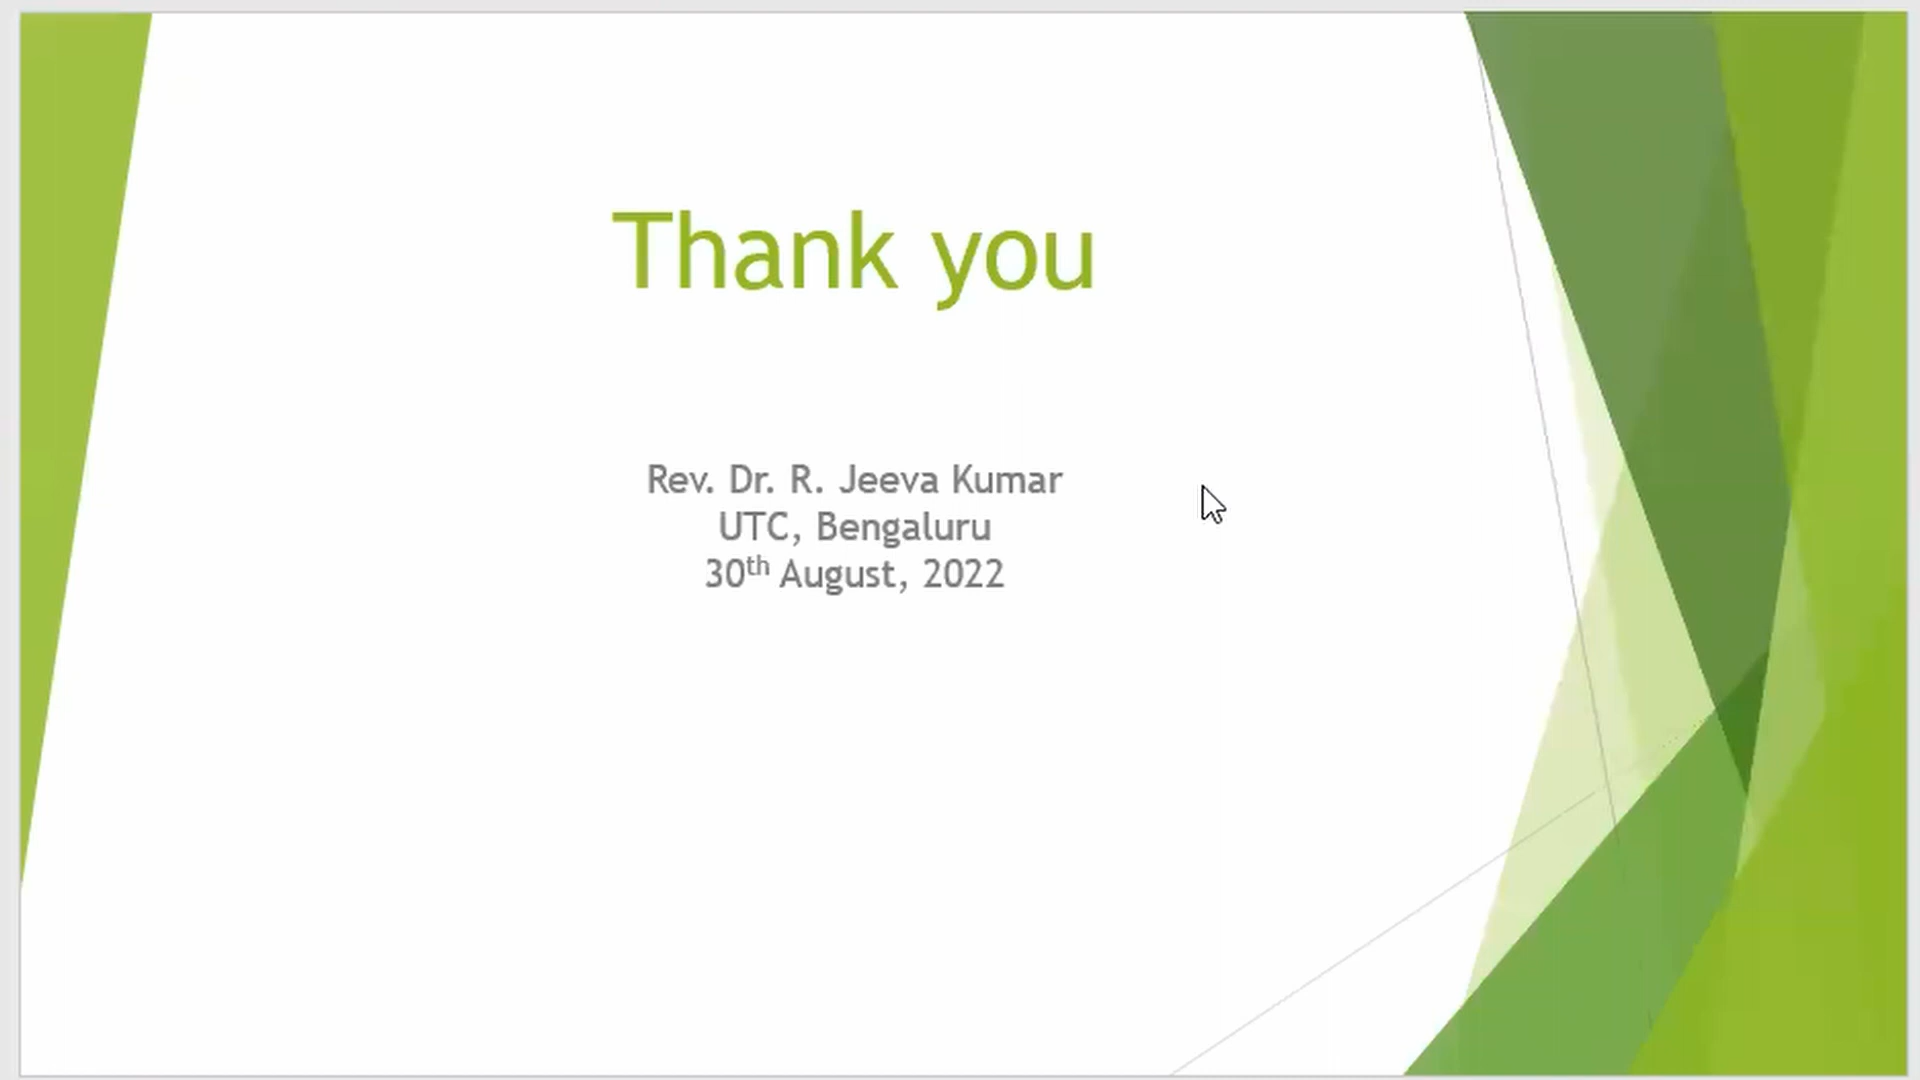 Thank you
Rev. Dr. R. Jeeva Kumar
UTC, Bengaluru
30th August, 2022